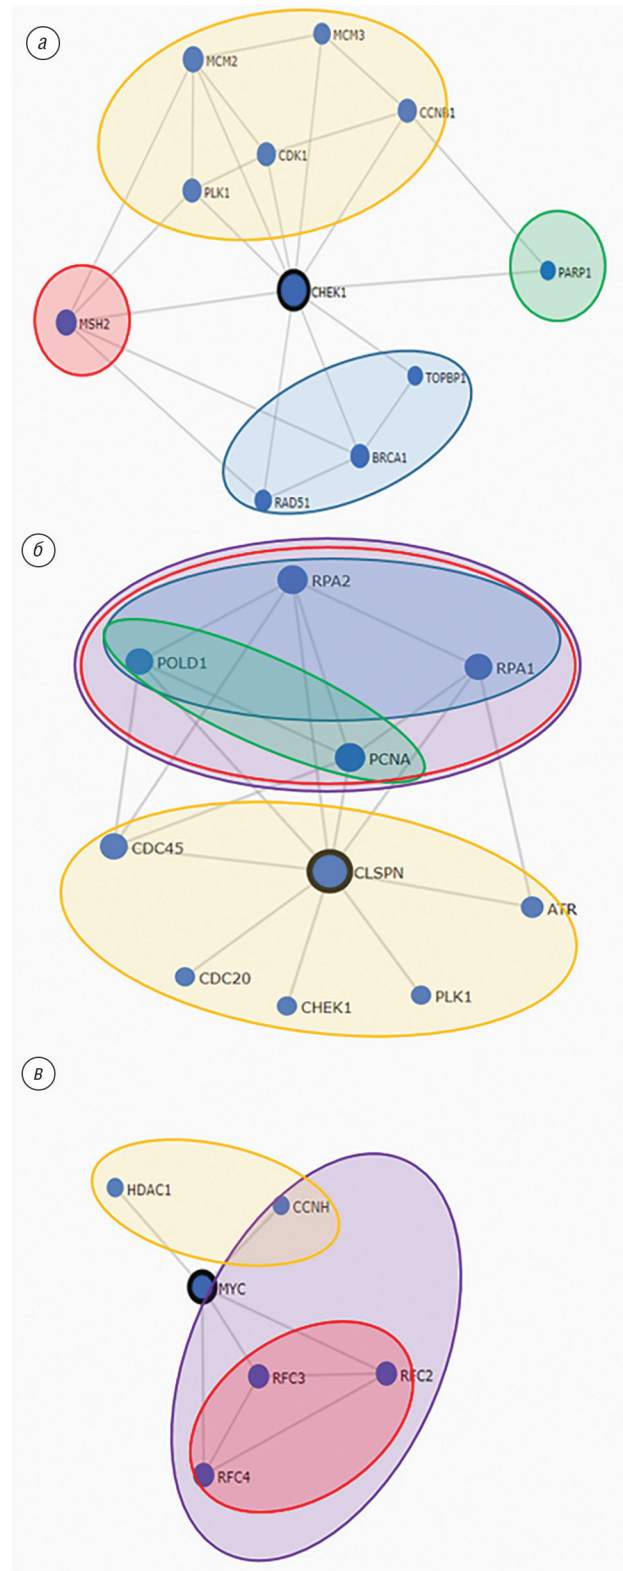 а
MCM3
MCM2
CCNB1
CDK1
PLK1
PARP1
CHEK1
MSH2
TOPBP1
BRCA1
RAD51
б
RPA2
POLD1
RPA1
PCNA
CDC45
CLSPN
ATR
CDC20
PLK1
CHEK1
в
HDAC1
CCNH
MYC
RFC3
RFC2
RFC4